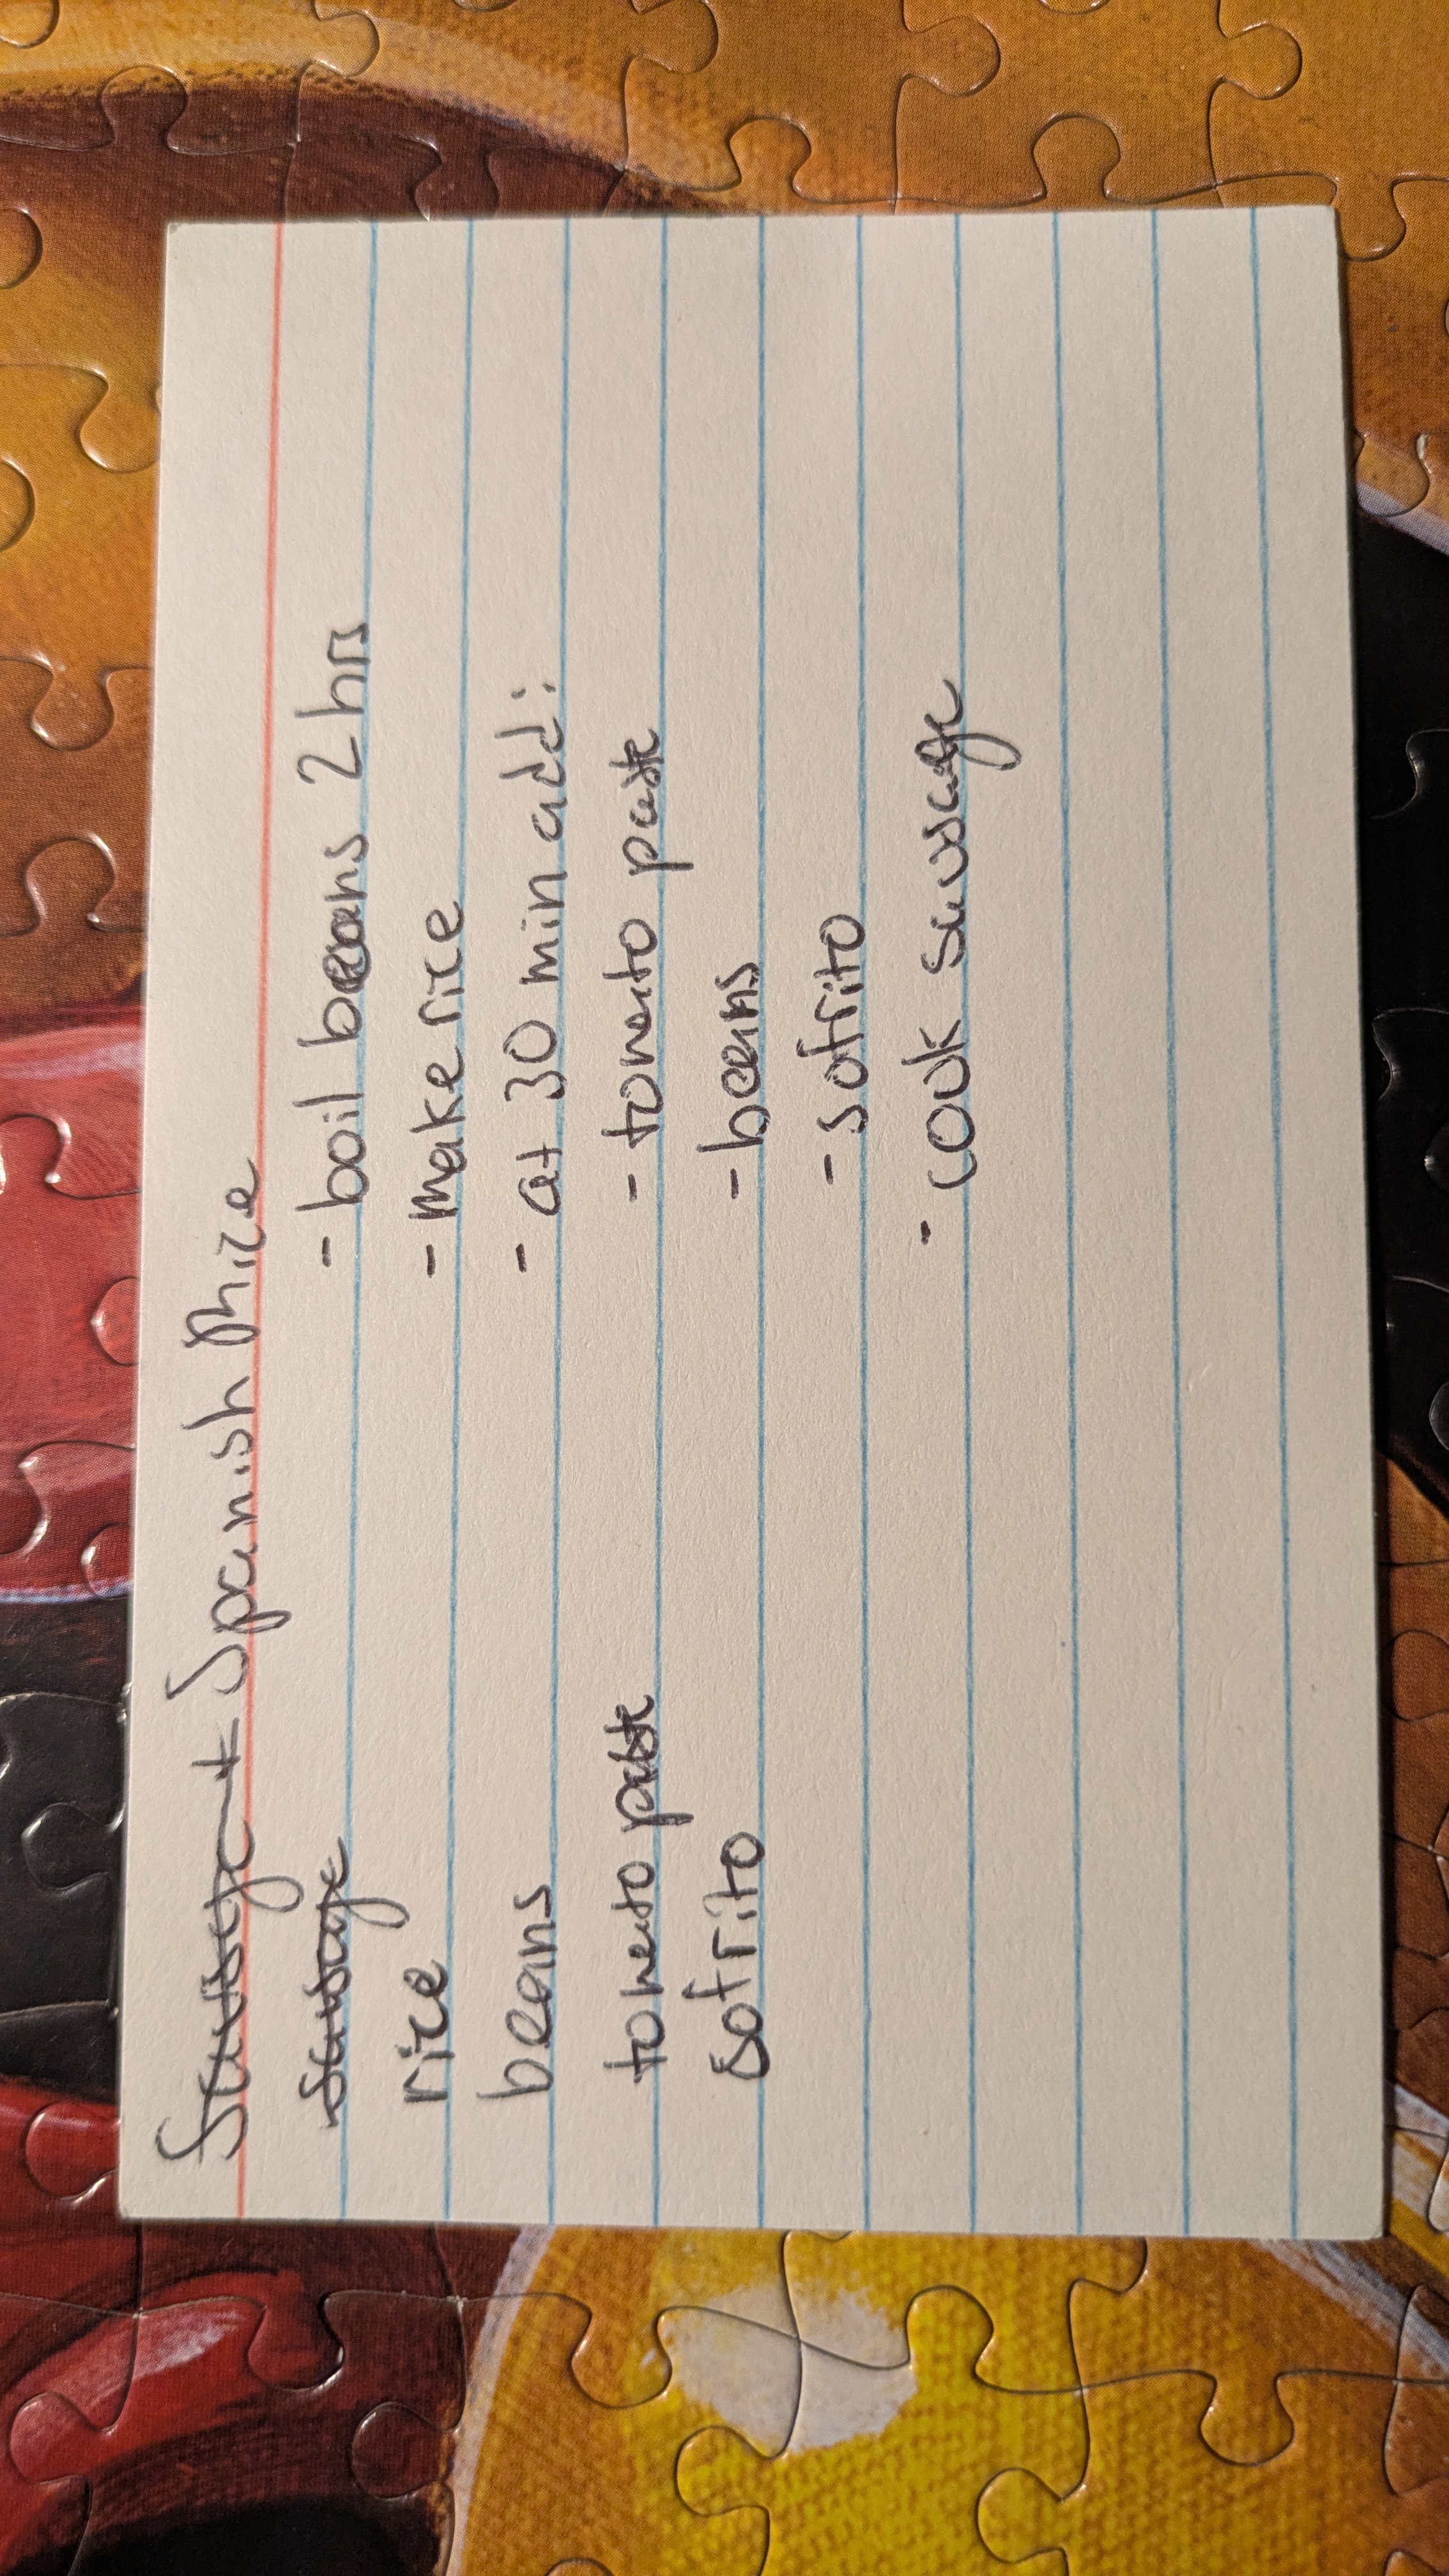 Sausage + Spanish Rice
sausage
rice
beans
tomato paste
sofrito
- boil beans 2 hrs
- make rice
- at 30 min add:
- tomato paste
- beans
- sofrito
- cook sausage